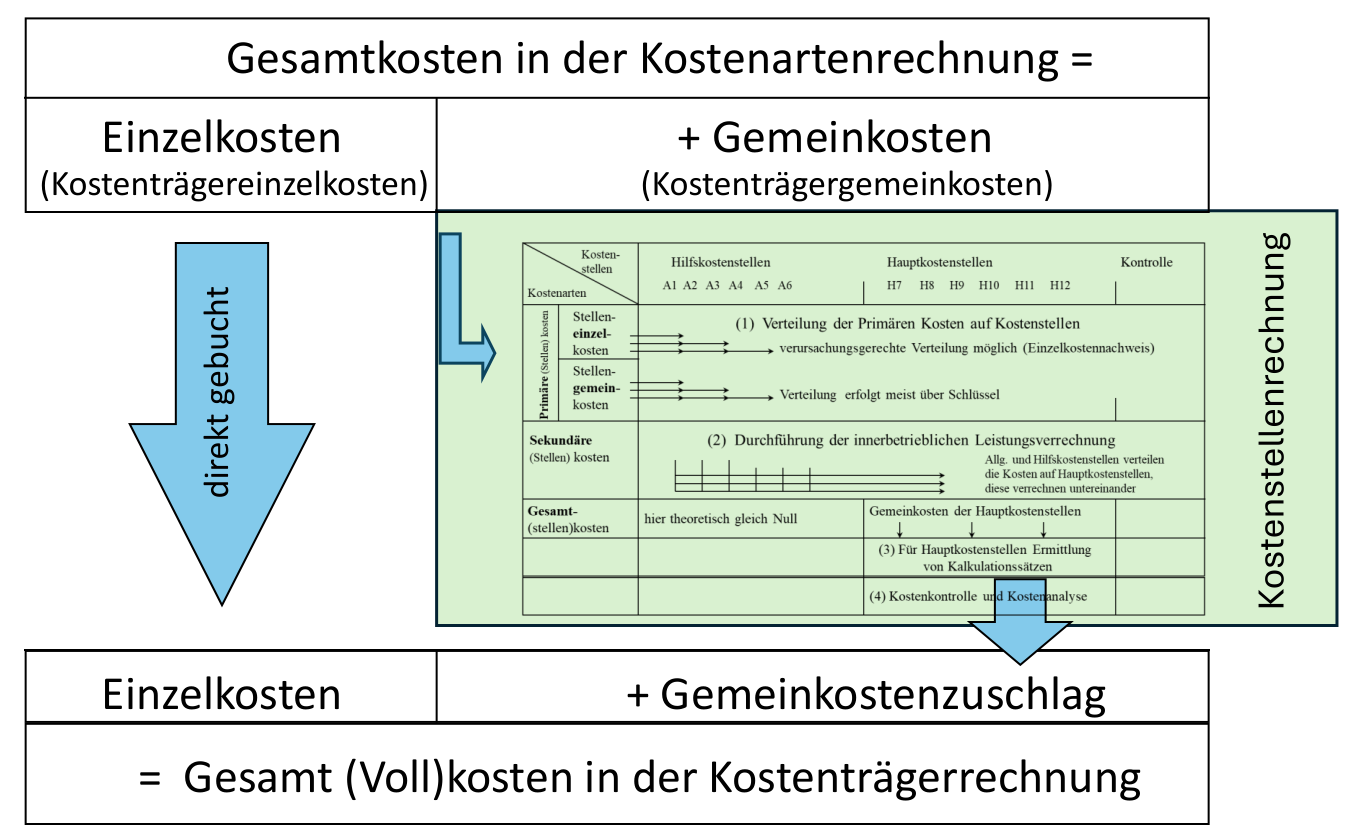 Gesamtkosten in der Kostenartenrechnung =
Einzelkosten
(Kostenträgereinzelkosten)
+ Gemeinkosten
(Kostenträgergemeinkosten)
direkt gebucht
Kosten-
stellen
Kostenarten
Hilfskostenstellen
A1 A2 A3 A4 A5 A6
Hauptkostenstellen
H7 H8 H9 H10 H11 H12
Kontrolle
Primäre (Stellen) kosten
Stellen-
einzel-
kosten
(1) Verteilung der Primären Kosten auf Kostenstellen
verursachungsgerechte Verteilung möglich (Einzelkostennachweis)
Stellen-
gemein-
kosten
Verteilung erfolgt meist über Schlüssel
Sekundäre
(Stellen) kosten
(2) Durchführung der innerbetrieblichen Leistungsverrechnung
Allg. und Hilfskostenstellen verteilen
die Kosten auf Hauptkostenstellen,
diese verrechnen untereinander
Gesamt-
(stellen)kosten
hier theoretisch gleich Null
Gemeinkosten der Hauptkostenstellen
(3) Für Hauptkostenstellen Ermittlung
von Kalkulationssätzen
(4) Kostenkontrolle und Kostenanalyse
Kostenstellenrechnung
Einzelkosten
+ Gemeinkostenzuschlag
= Gesamt (Voll)kosten in der Kostenträgerrechnung